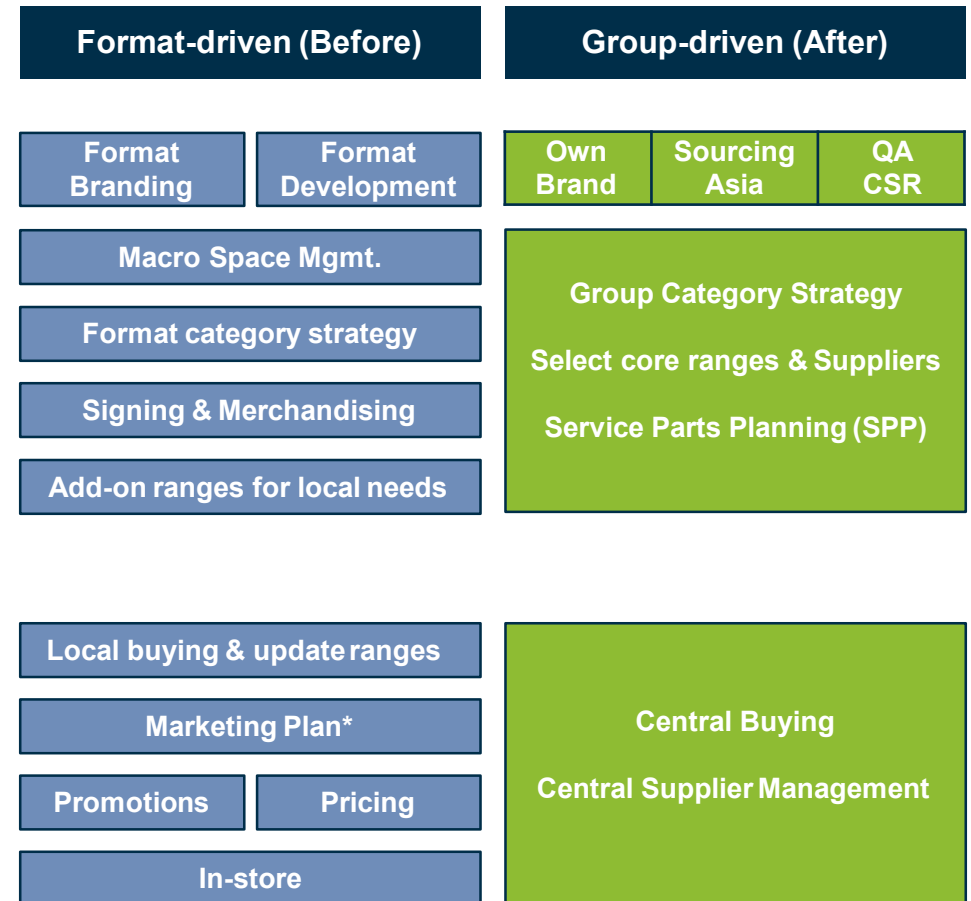 Format-driven (Before)
Group-driven (After)
Format
Branding
Format
Development
Own
Brand
Sourcing
Asia
QA
CSR
Macro Space Mgmt.
Format category strategy
Signing & Merchandising
Add-on ranges for local needs
Group Category Strategy
Select core ranges & Suppliers
Service Parts Planning (SPP)
Local buying & update ranges
Marketing Plan*
Promotions
Pricing
In-store
Central Buying
Central Supplier Management